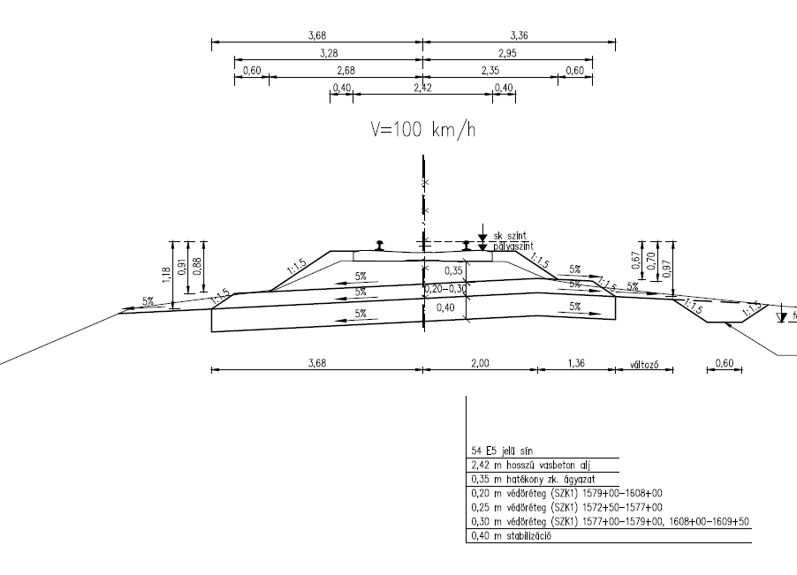 3,68 3,36
3,28 2,95
0,60 2,68 2,35 0,60
0,40 2,42 0,40
V=100 km/h
sk szint
pályaszint
1,18 0,91 0,88
0,67 0,70 0,97
1:1,5 1:1,5
0,35 5%
5% 1:1,5
5% 1:1,5 5% 0,20-0,30 5%
1:1,5 1:1,5
0,40
5% 5%
3,68 2,00 1,36 változó 0,60
54 E5 jelű sín
2,42 m hosszú vasbeton alj
0,35 m hatékony zk. ágyazat
0,20 m védőréteg (SZK1) 1579+00-1608+00
0,25 m védőréteg (SZK1) 1572+50-1577+00
0,30 m védőréteg (SZK1) 1577+00-1579+00, 1608+00-1609+50
0,40 m stabilizáció